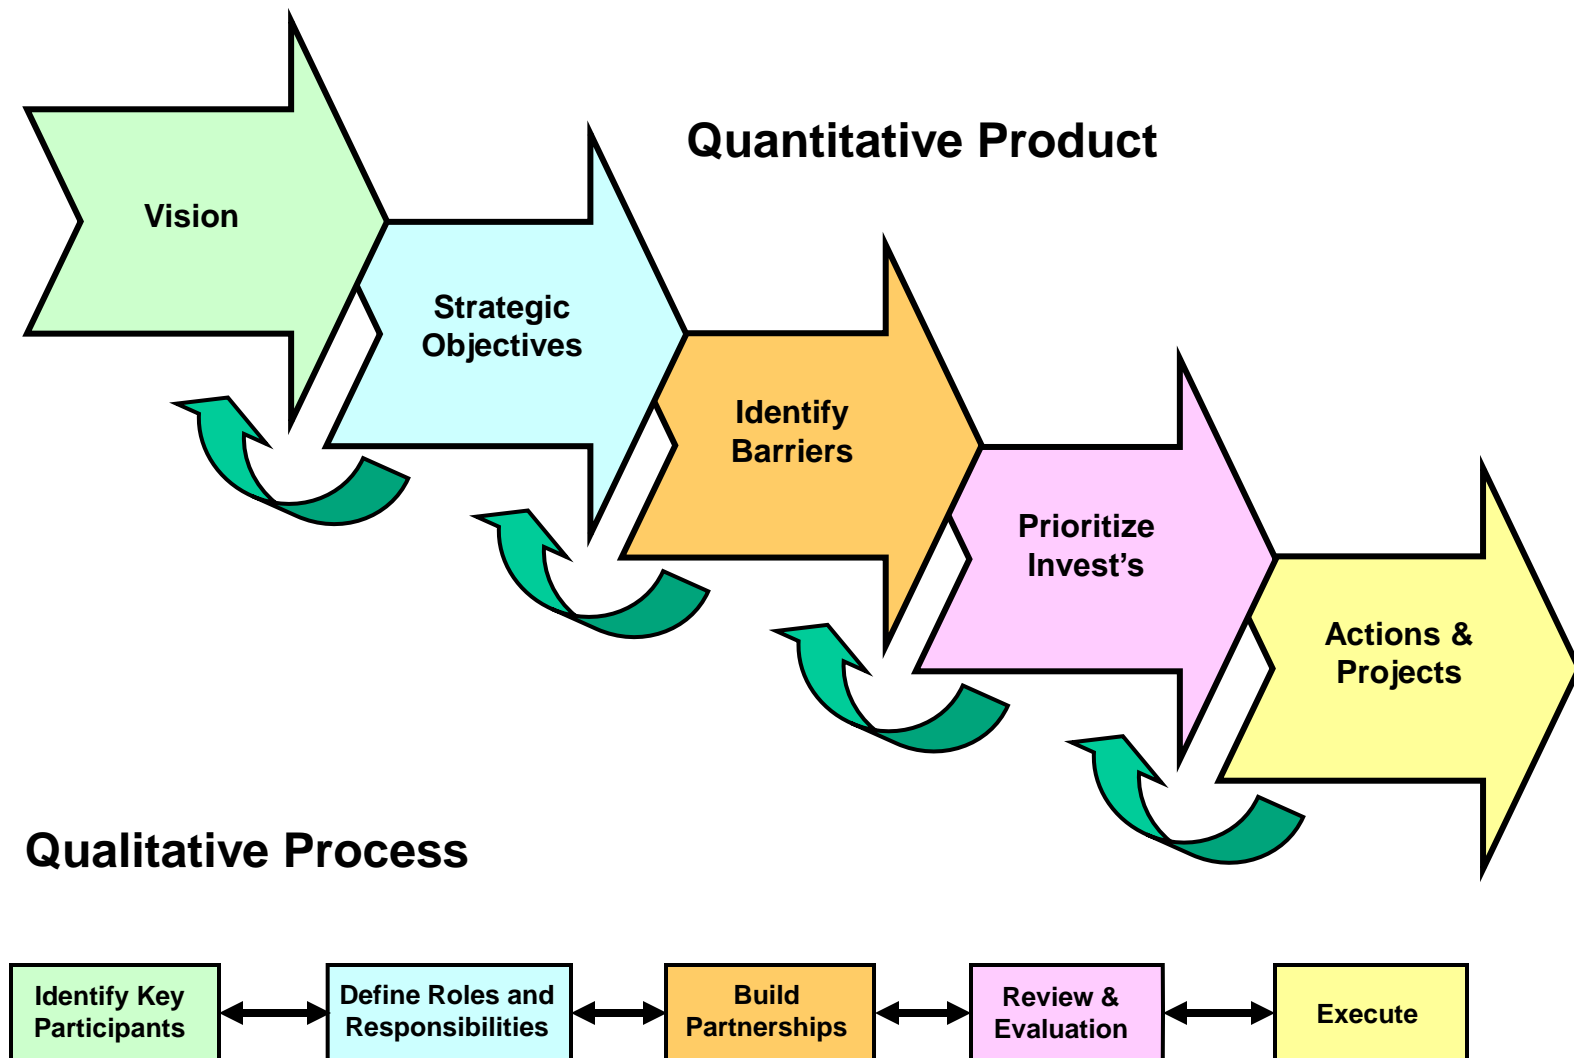 Quantitative Product
Vision
Strategic
Objectives
Identify
Barriers
Prioritize
Invest's
Actions &
Projects
Qualitative Process
Identify Key
Participants
Define Roles and
Responsibilities
Build
Partnerships
Review &
Evaluation
Execute